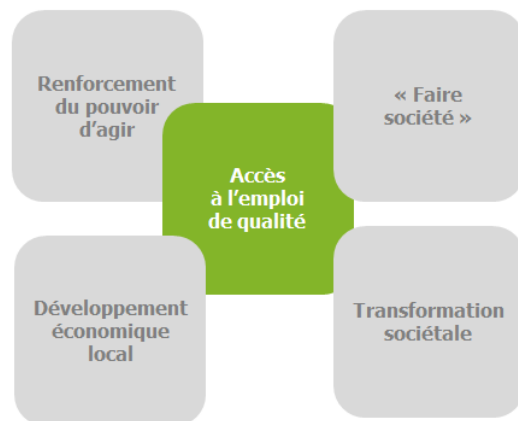 Renforcement
du pouvoir
d’agir
« Faire
société »
Accès
à l’emploi
de qualité
Développement
économique
local
Transformation
sociétale